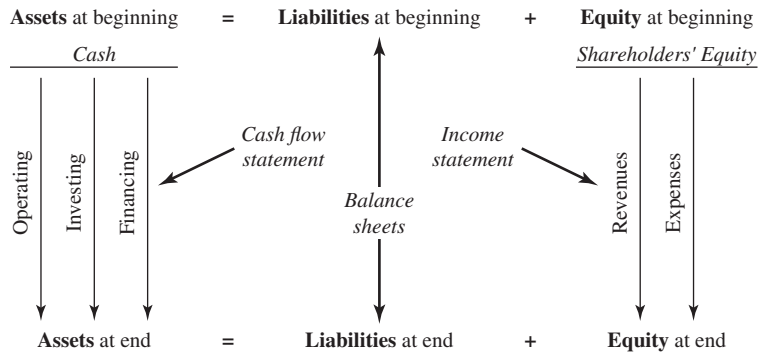 Assets at beginning = Liabilities at beginning + Equity at beginning
Cash
Shareholders' Equity
Operating
Investing
Financing
Cash flow
statement
Balance
sheets
Income
statement
Revenues
Expenses
Assets at end = Liabilities at end + Equity at end